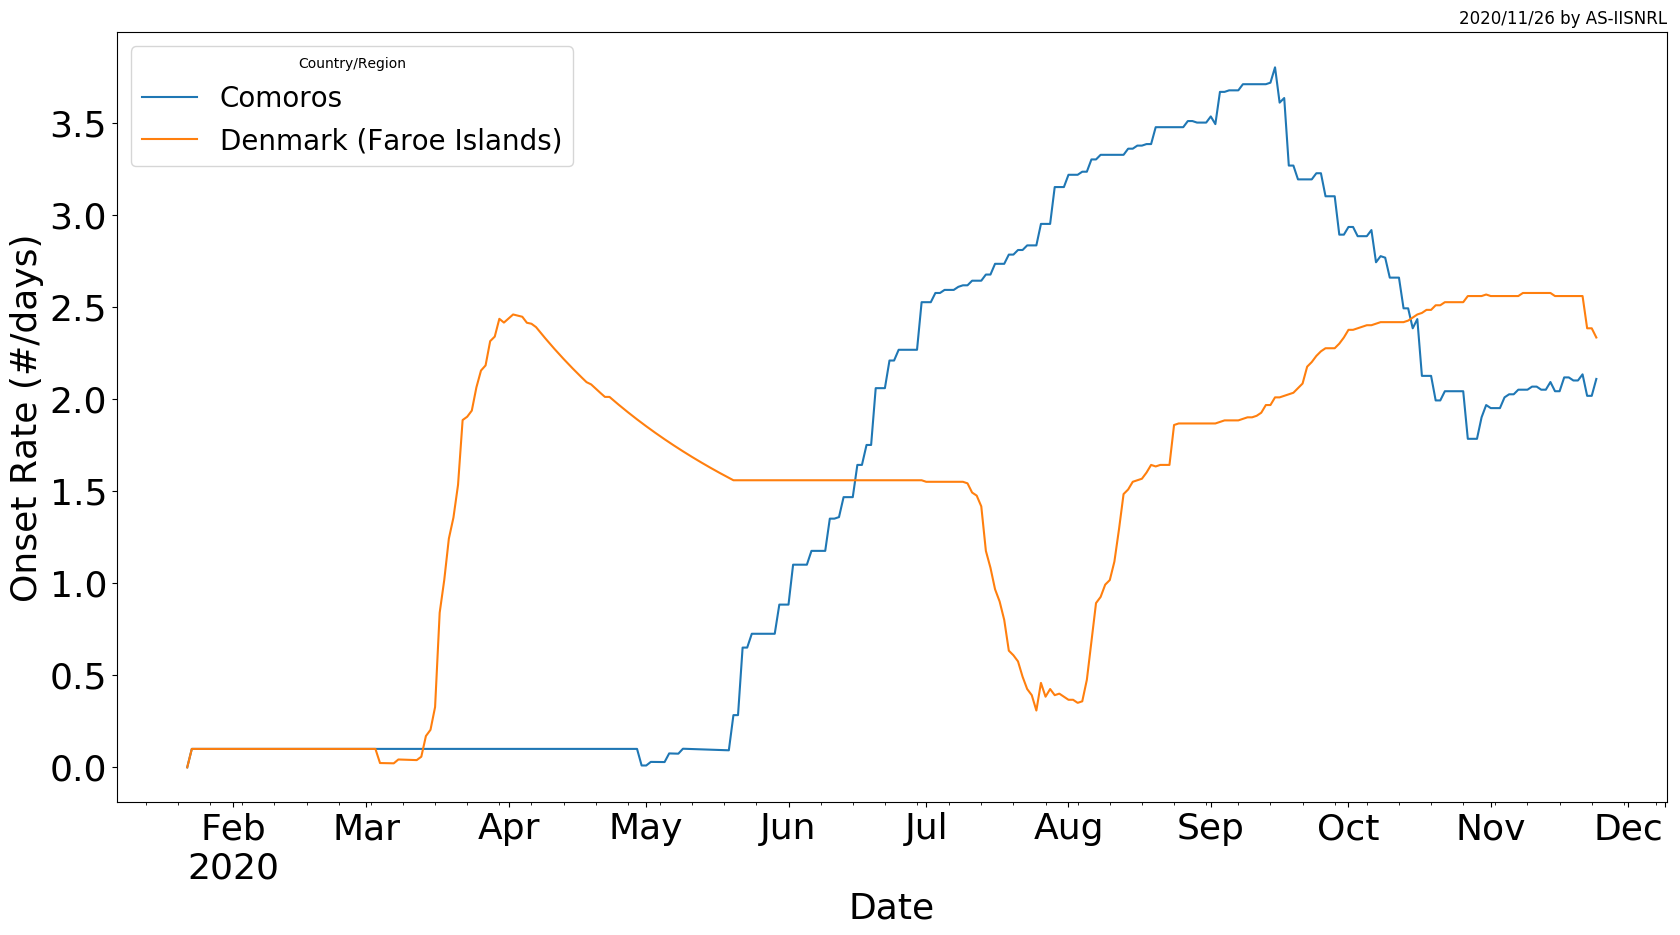 2020/11/26 by AS-IISNRL
Country/Region
Comoros
Denmark (Faroe Islands)
Onset Rate (#/days)
3.5
3.0
2.5
2.0
1.5
1.0
0.5
0.0
Feb Mar Apr May Jun Jul Aug Sep Oct Nov Dec
2020
Date